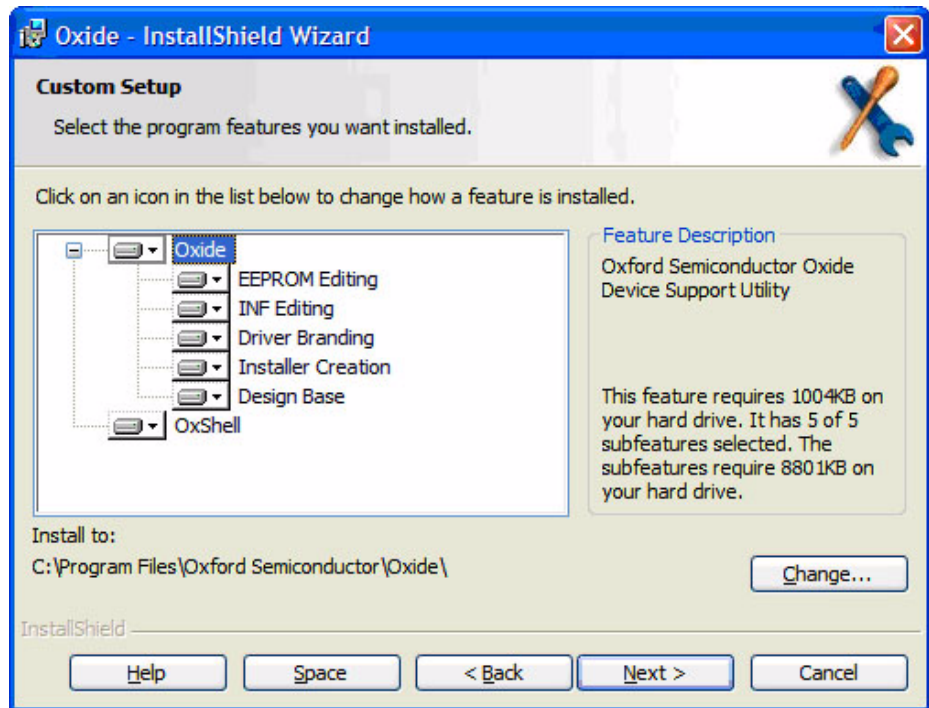 Oxide - InstallShield Wizard
Custom Setup
Select the program features you want installed.
Click on an icon in the list below to change how a feature is installed.
Oxide
EEPROM Editing
INF Editing
Driver Branding
Installer Creation
Design Base
OxShell
Feature Description
Oxford Semiconductor Oxide
Device Support Utility
This feature requires 1004KB on
your hard drive. It has 5 of 5
subfeatures selected. The
subfeatures require 8801KB on
your hard drive.
Install to:
C:\Program Files\Oxford Semiconductor\Oxide\
Change...
InstallShield
Help
Space
< Back
Next >
Cancel